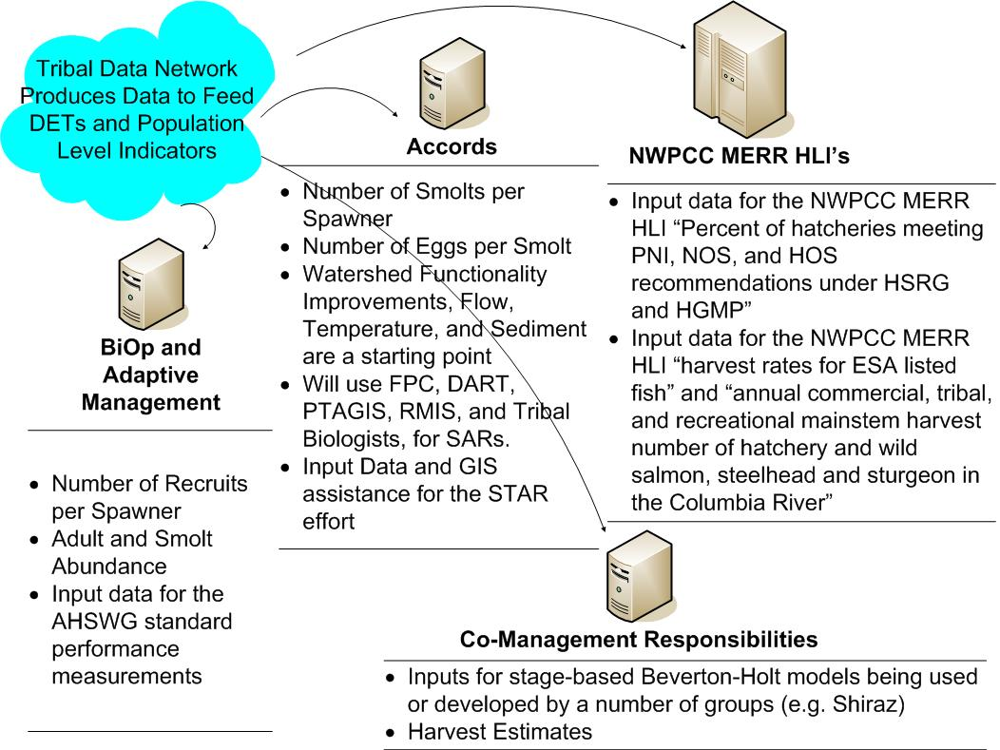 Tribal Data Network
Produces Data to Feed
DETs and Population
Level Indicators
Accords
• Number of Smolts per
Spawner
• Number of Eggs per Smolt
• Watershed Functionality
Improvements, Flow,
Temperature, and Sediment
are a starting point
• Will use FPC, DART,
PTAGIS, RMIS, and Tribal
Biologists, for SARs.
• Input Data and GIS
assistance for the STAR
effort
NWPCC MERR HLI’s
• Input data for the NWPCC MERR
HLI “Percent of hatcheries meeting
PNI, NOS, and HOS
recommendations under HSRG
and HGMP”
• Input data for the NWPCC MERR
HLI “harvest rates for ESA listed
fish” and “annual commercial, tribal,
and recreational mainstem harvest
number of hatchery and wild
salmon, steelhead and sturgeon in
the Columbia River”
BiOp and
Adaptive
Management
• Number of Recruits
per Spawner
• Adult and Smolt
Abundance
• Input data for the
AHSWG standard
performance
measurements
Co-Management Responsibilities
• Inputs for stage-based Beverton-Holt models being used
or developed by a number of groups (e.g. Shiraz)
• Harvest Estimates